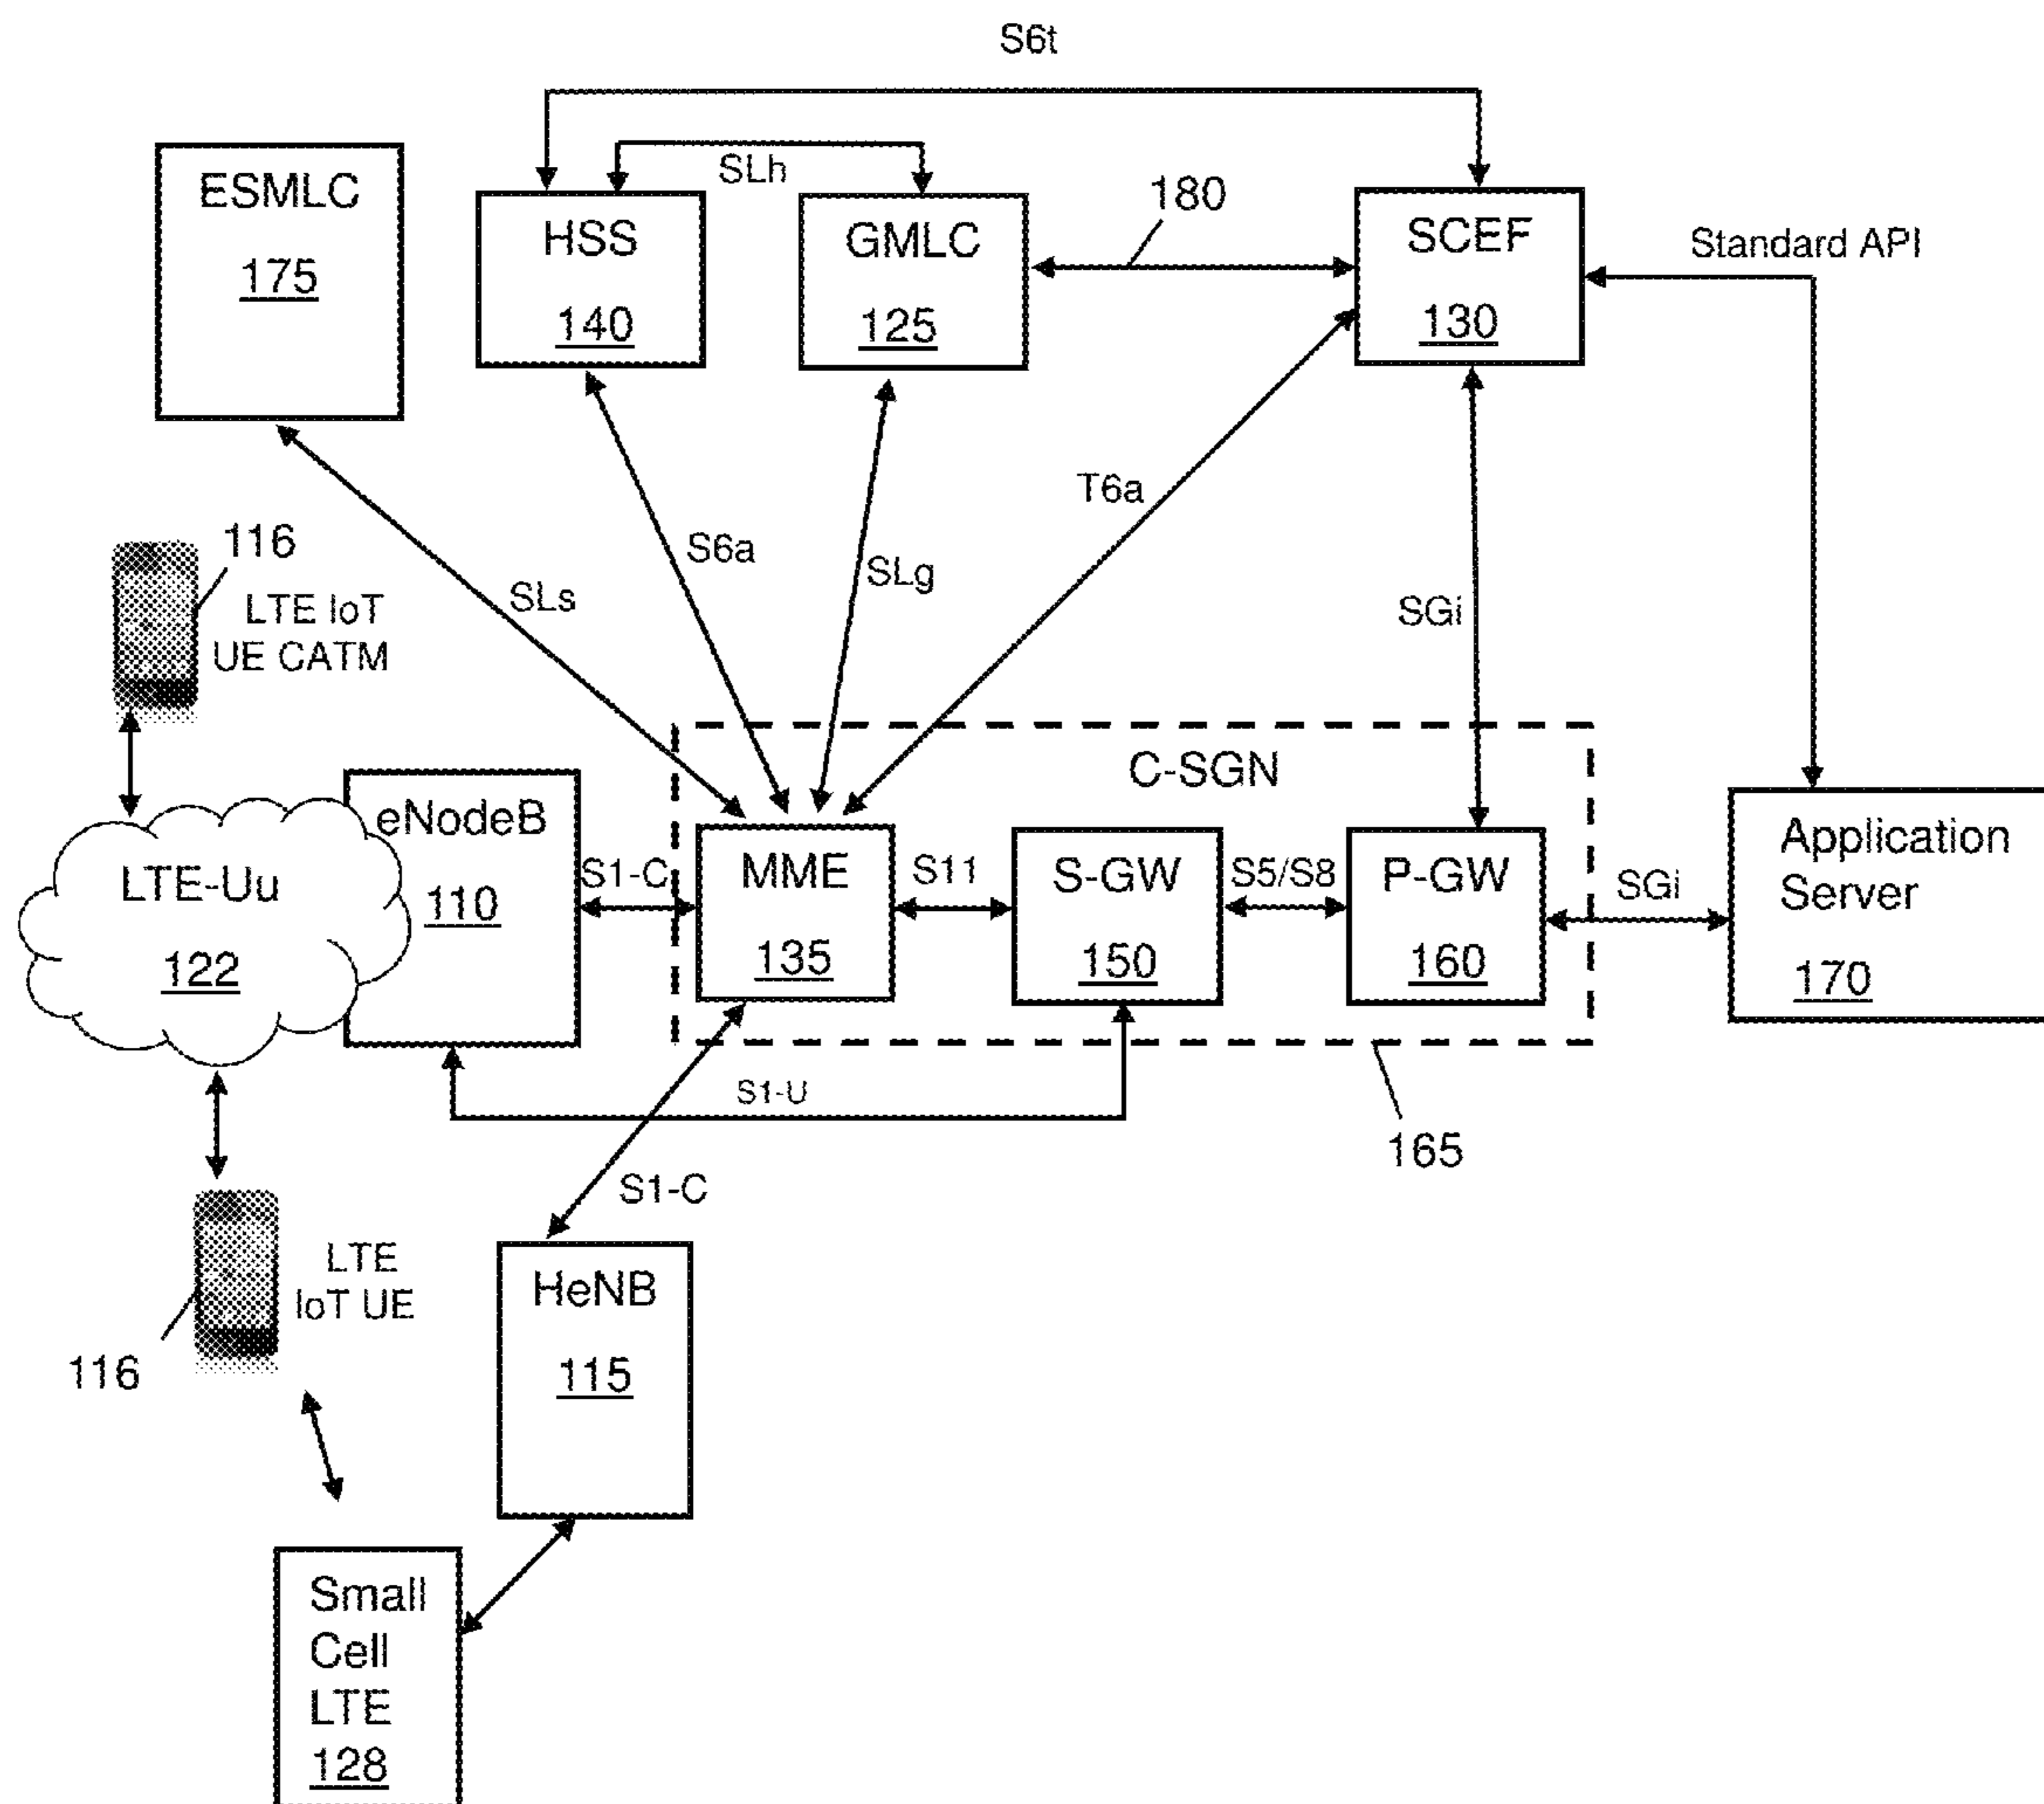 S6t
SLh
180
ESMLC
175
HSS
140
GMLC
125
SCEF
130
Standard API
T6a
116
LTE IoT
UE CATM
SLs
S6a
SLg
SGi
C-SGN
eNodeB
110
LTE-Uu
122
S1-C
MME
135
S11
S-GW
150
S5/S8
P-GW
160
SGi
Application
Server
170
S1-U
165
S1-C
LTE
IoT UE
116
HeNB
115
Small
Cell
LTE
128